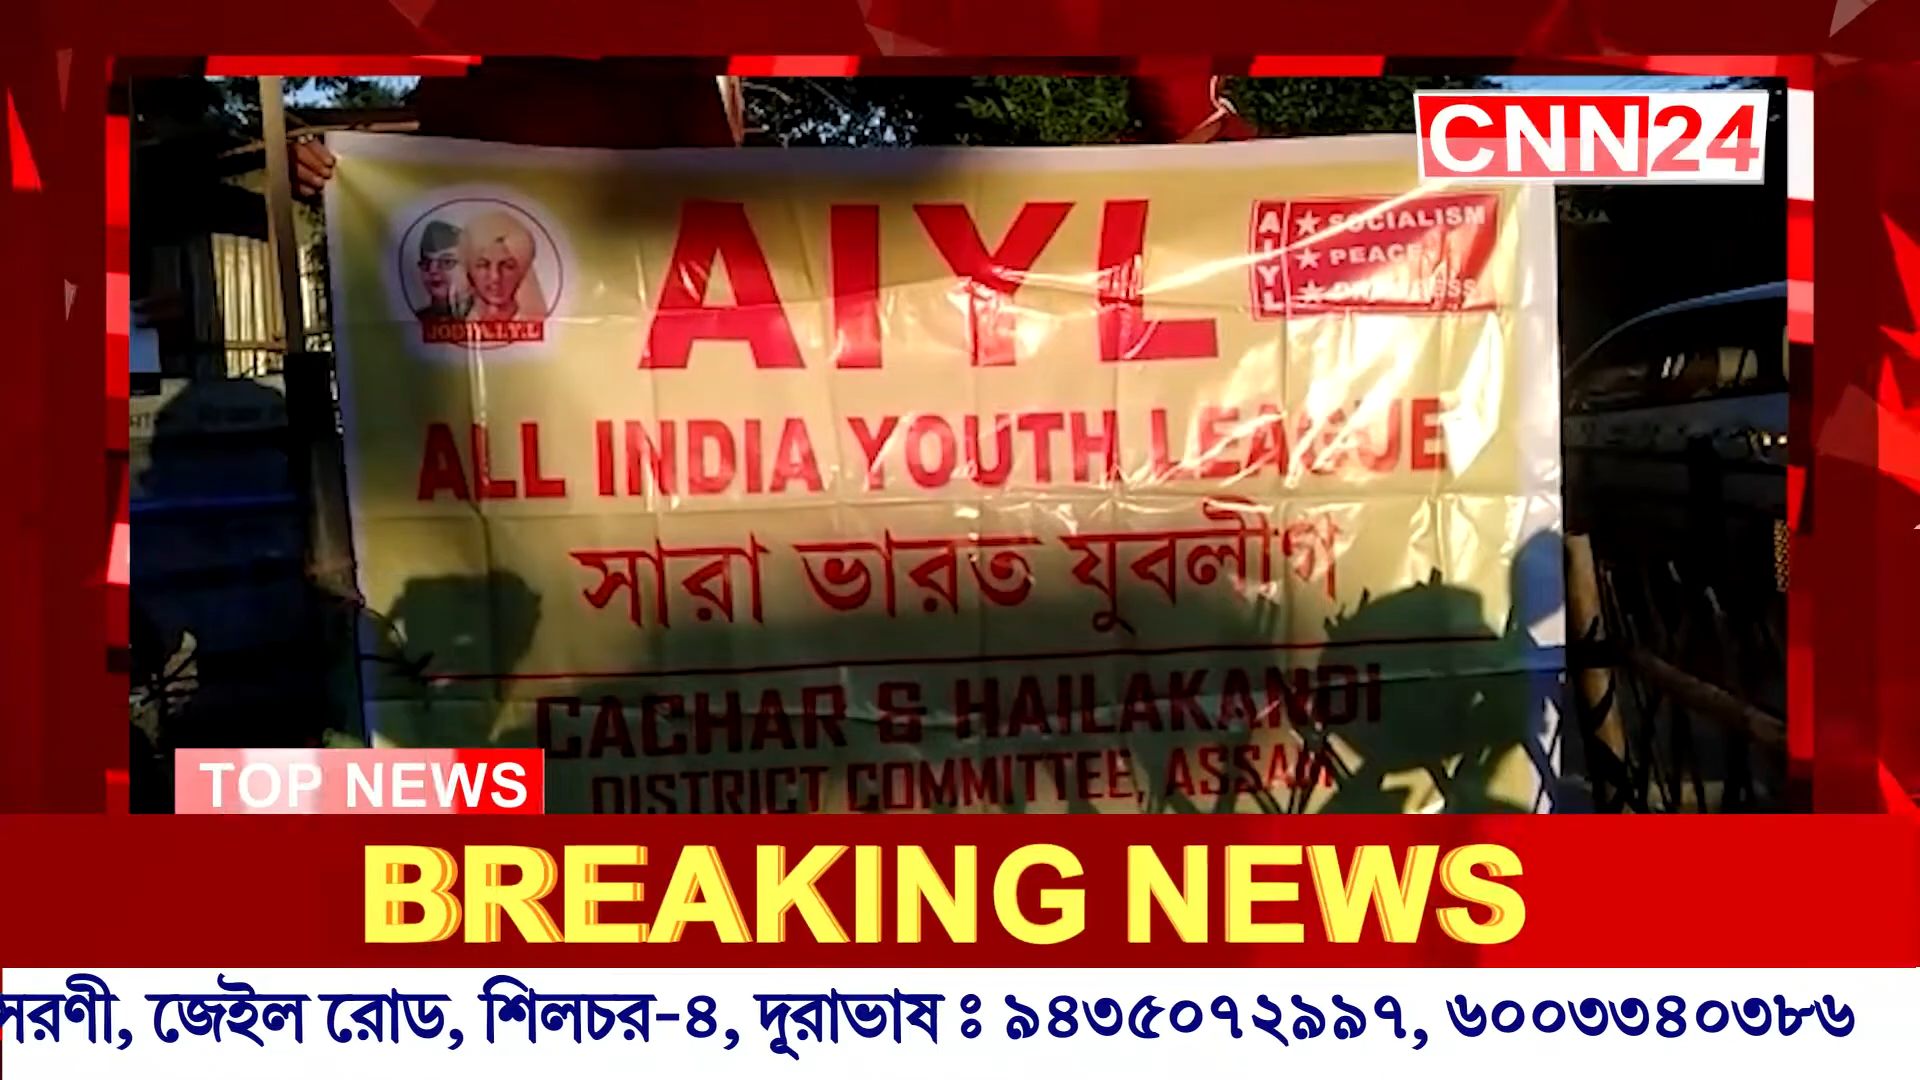 CNN24
AIYL
AIYL
SOCIALISM
PEACE
ALL INDIA YOUTH LEAGUE
সারা ভারত যুবলীগ
CACHAR & HAILAKANDI
DISTRICT COMMITTEE, ASSAM
TOP NEWS
BREAKING NEWS
সরণী, জেইল রোড, শিলচর-৪, দূরাভাষ ঃ ৯৪৩৫০৭২৯৯৭, ৬০০৩৩৪০৩৮৬